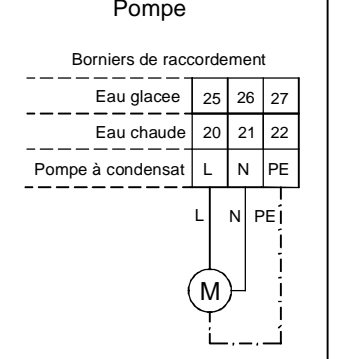 Pompe
Borniers de raccordement
Eau glacee 25 26 27
Eau chaude 20 21 22
Pompe à condensat L N PE
L N PE
M